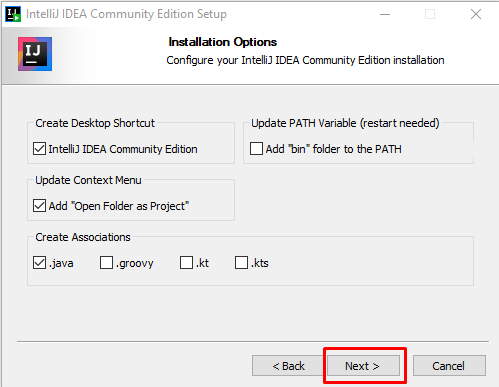 IntelliJ IDEA Community Edition Setup
IJ
Installation Options
Configure your IntelliJ IDEA Community Edition installation
Create Desktop Shortcut
IntelliJ IDEA Community Edition
Update PATH Variable (restart needed)
Add "bin" folder to the PATH
Update Context Menu
Add "Open Folder as Project"
Create Associations
.java .groovy .kt .kts
< Back Next > Cancel